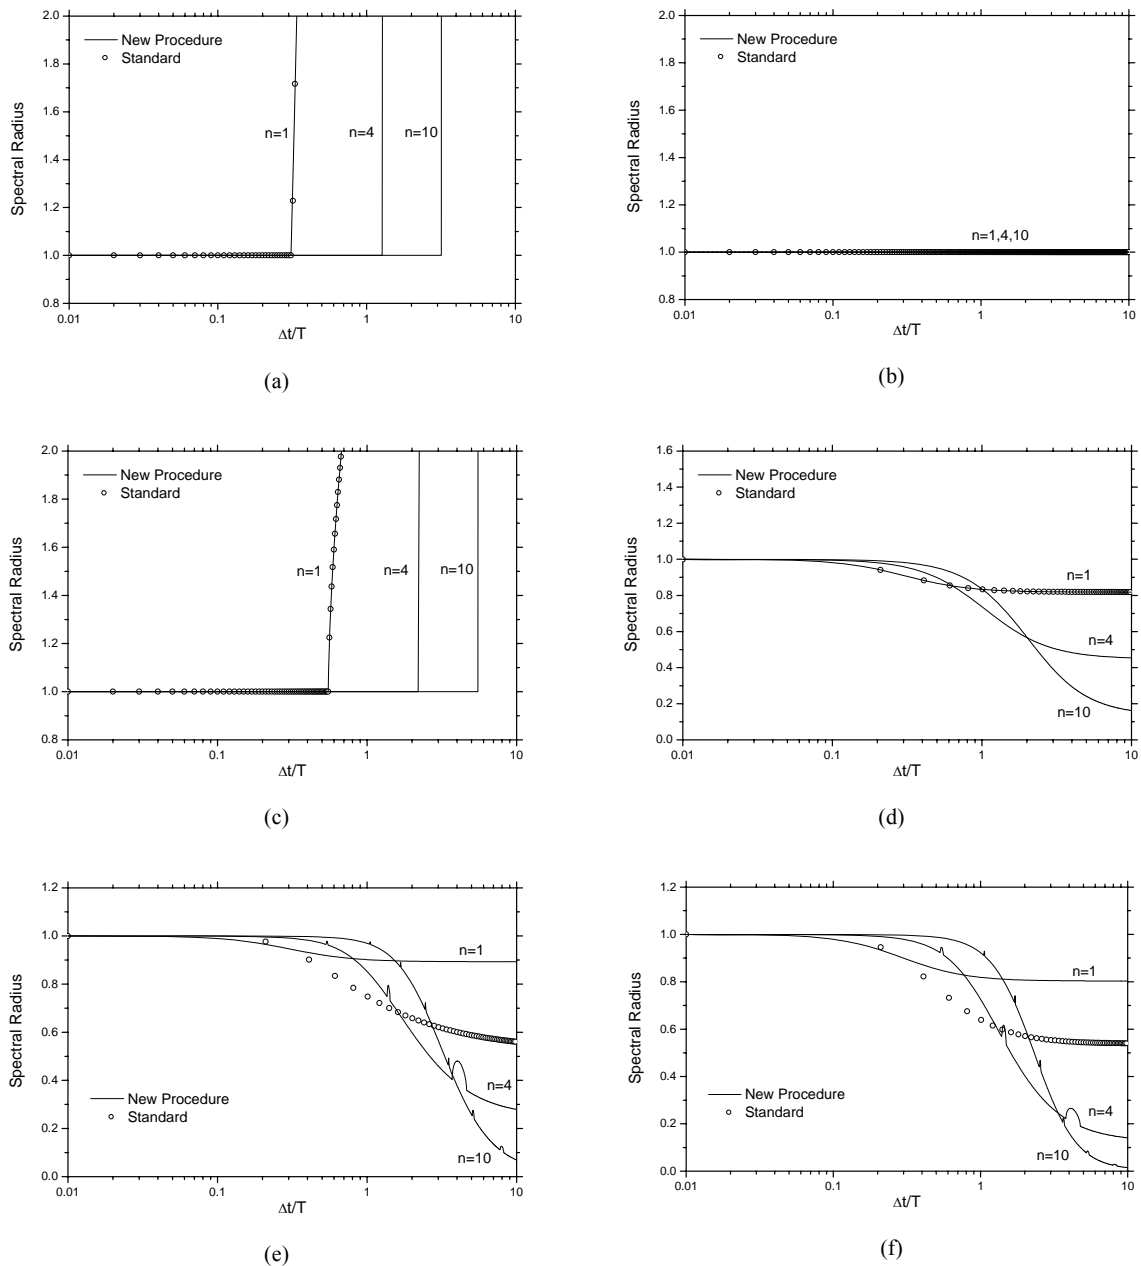 2.0
1.8
1.6
1.4
1.2
1.0
0.8
Spectral Radius
New Procedure
Standard
n=1
n=4
n=10
0.01
0.1
1
10
Δt/T
(a)
2.0
1.8
1.6
1.4
1.2
1.0
0.8
Spectral Radius
New Procedure
Standard
n=1,4,10
0.01
0.1
1
10
Δt/T
(b)
2.0
1.8
1.6
1.4
1.2
1.0
0.8
Spectral Radius
New Procedure
Standard
n=1
n=4
n=10
0.01
0.1
1
10
Δt/T
(c)
1.6
1.4
1.2
1.0
0.8
0.6
0.4
0.2
0.0
Spectral Radius
New Procedure
Standard
n=1
n=4
n=10
0.01
0.1
1
10
Δt/T
(d)
1.2
1.0
0.8
0.6
0.4
0.2
0.0
Spectral Radius
n=1
n=4
n=10
New Procedure
Standard
0.01
0.1
1
10
Δt/T
(e)
1.2
1.0
0.8
0.6
0.4
0.2
0.0
Spectral Radius
n=1
n=4
n=10
New Procedure
Standard
0.01
0.1
1
10
Δt/T
(f)